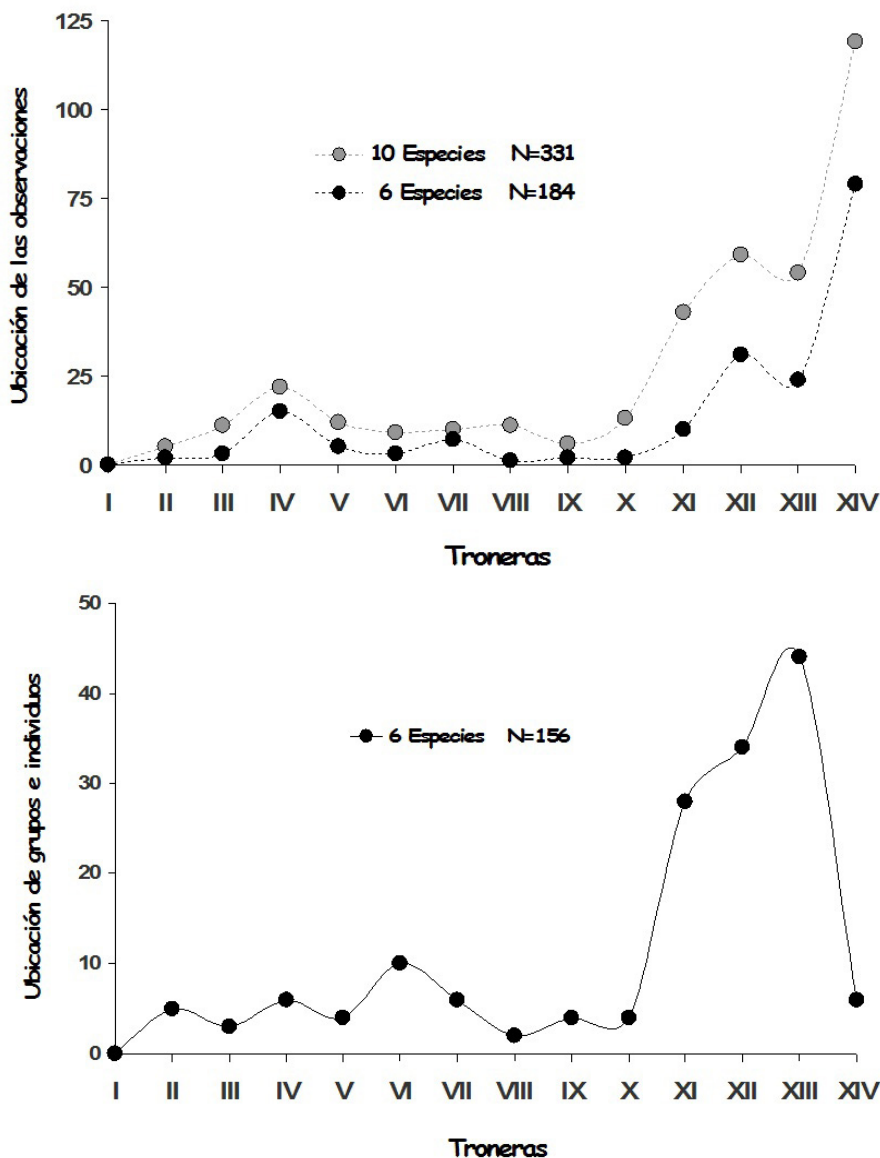 Ubicación de las observaciones
125
100
75
50
25
0
10 Especies N=331
6 Especies N=184
I II III IV V VI VII VIII IX X XI XII XIII XIV
Troneras
Ubicación de grupos e individuos
50
40
30
20
10
0
6 Especies N=156
I II III IV V VI VII VIII IX X XI XII XIII XIV
Troneras